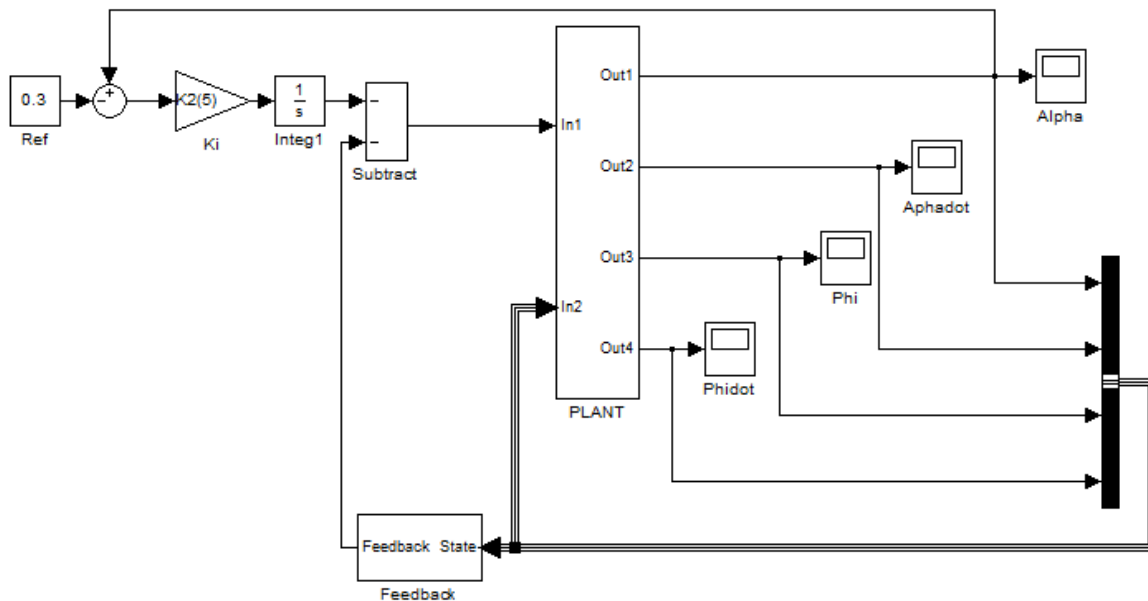 Out1
Alpha
0.3
Ref
K2(5)
Ki
1
s
Integ1
−
−
Subtract
In1
Out2
Aphadot
Out3
Phi
In2
Out4
Phidot
PLANT
Feedback State
Feedback